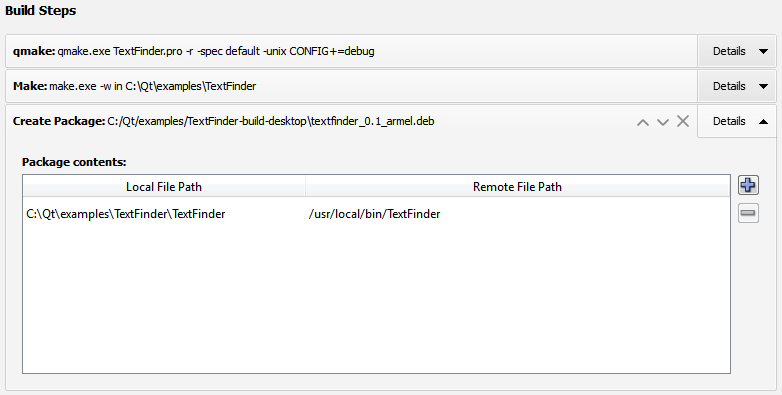 Build Steps
qmake: qmake.exe TextFinder.pro -r -spec default -unix CONFIG+=debug Details
Make: make.exe -w in C:\Qt\examples\TextFinder Details
Create Package: C:/Qt/examples/TextFinder-build-desktop\textfinder_0.1_armel.deb Details
Package contents:
Local File Path Remote File Path
C:\Qt\examples\TextFinder\TextFinder /usr/local/bin/TextFinder